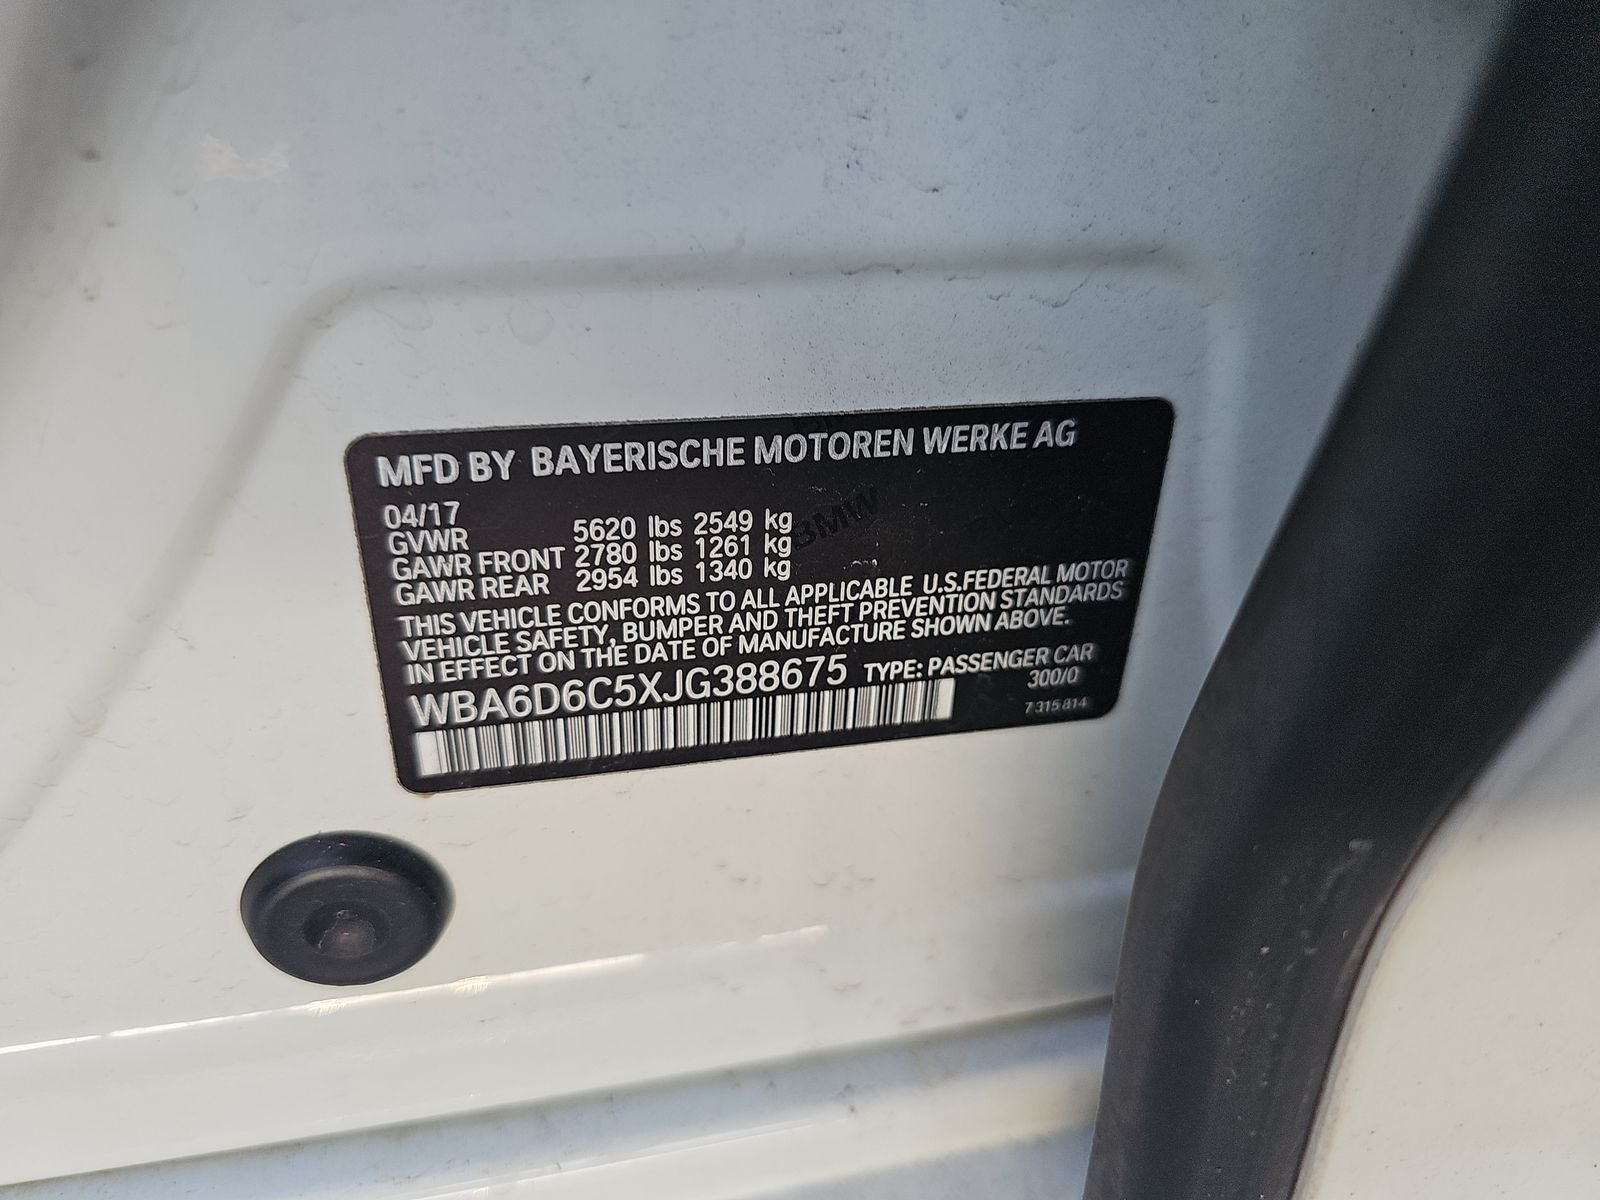 MFD BY BAYERISCHE MOTOREN WERKE AG
04/17
GVWR 5620 lbs 2549 kg
GAWR FRONT 2780 lbs 1261 kg
GAWR REAR 2954 lbs 1340 kg
THIS VEHICLE CONFORMS TO ALL APPLICABLE U.S.FEDERAL MOTOR
VEHICLE SAFETY, BUMPER AND THEFT PREVENTION STANDARDS
IN EFFECT ON THE DATE OF MANUFACTURE SHOWN ABOVE.
WBA6D6C5XJG388675 TYPE: PASSENGER CAR
300/0
7 315 814
BMW